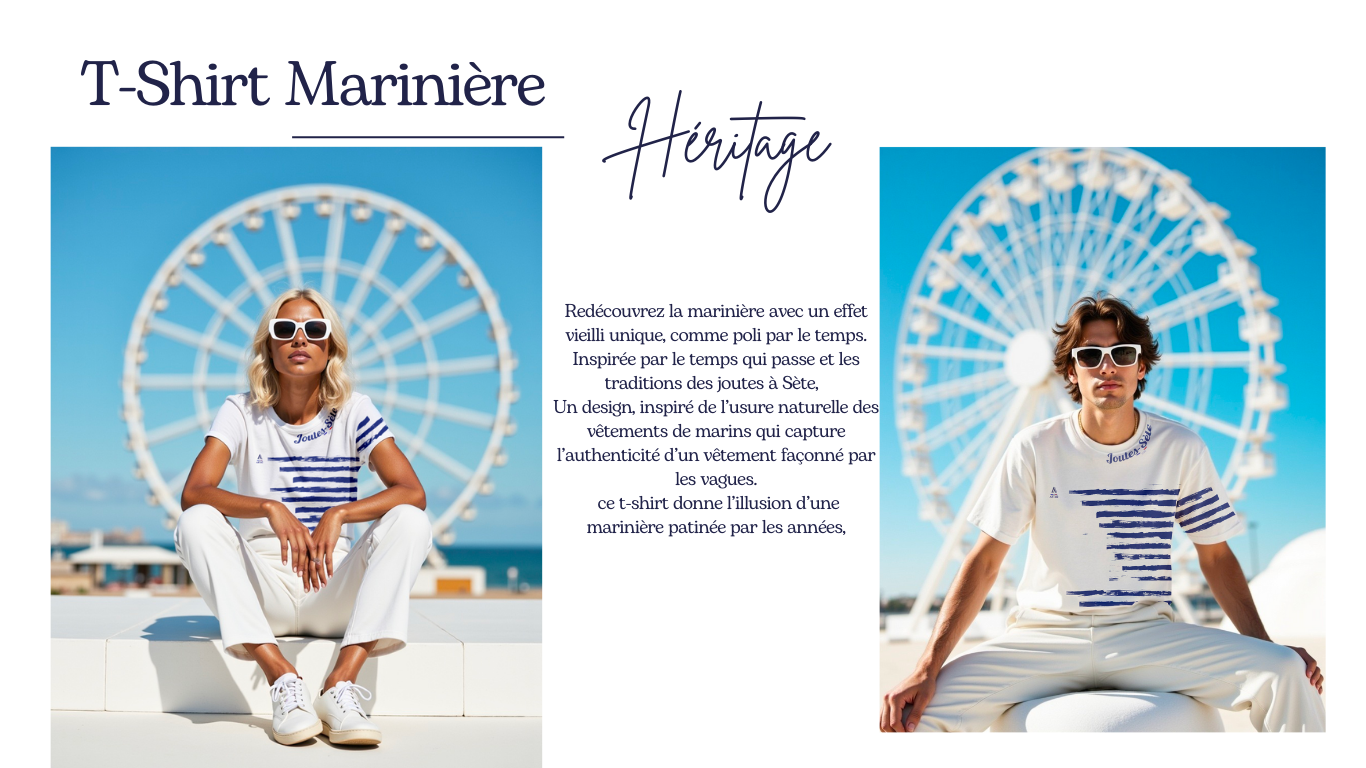 T-Shirt Marinière
Héritage
Redécouvrez la marinière avec un effet
vieilli unique, comme poli par le temps.
Inspirée par le temps qui passe et les
traditions des joutes à Sète,
Un design, inspiré de l’usure naturelle des
vêtements de marins qui capture
l’authenticité d’un vêtement façonné par
les vagues.
ce t-shirt donne l’illusion d’une
marinière patinée par les années,
Joutes Sète
Joutes Sète